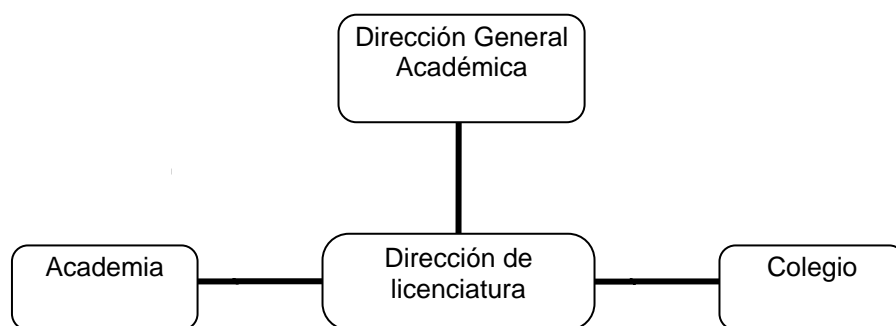 Dirección General
Académica
Academia
Dirección de
licenciatura
Colegio